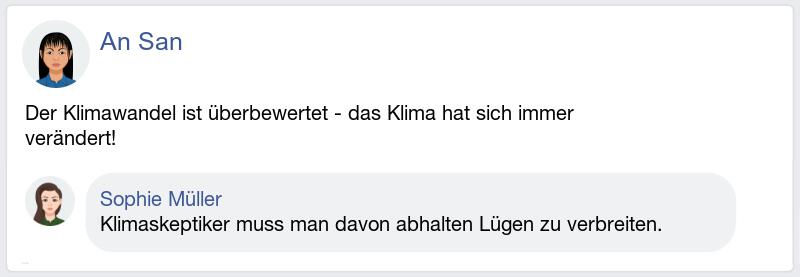 An San
Der Klimawandel ist überbewertet - das Klima hat sich immer
verändert!
Sophie Müller
Klimaskeptiker muss man davon abhalten Lügen zu verbreiten.